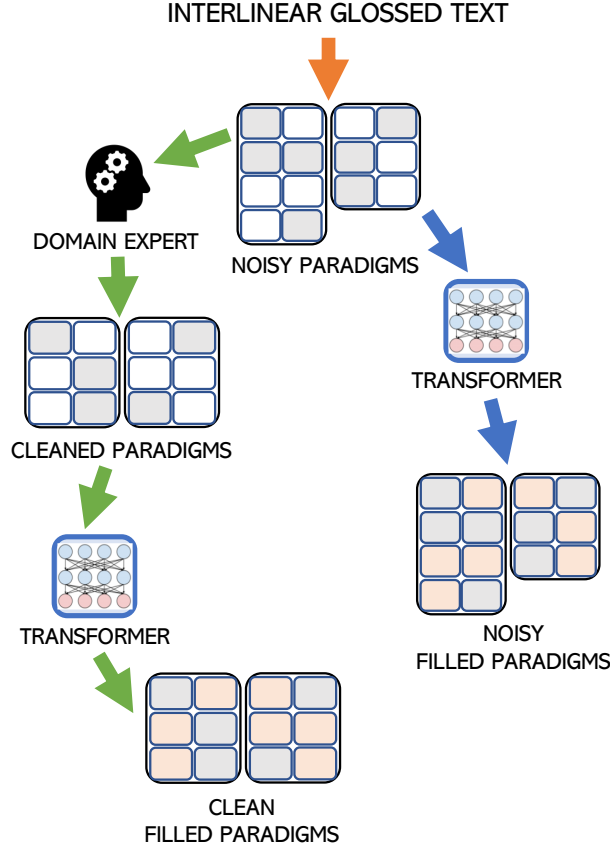 INTERLINEAR GLOSSED TEXT
DOMAIN EXPERT
NOISY PARADIGMS
TRANSFORMER
CLEANED PARADIGMS
TRANSFORMER
NOISY
FILLED PARADIGMS
CLEAN
FILLED PARADIGMS